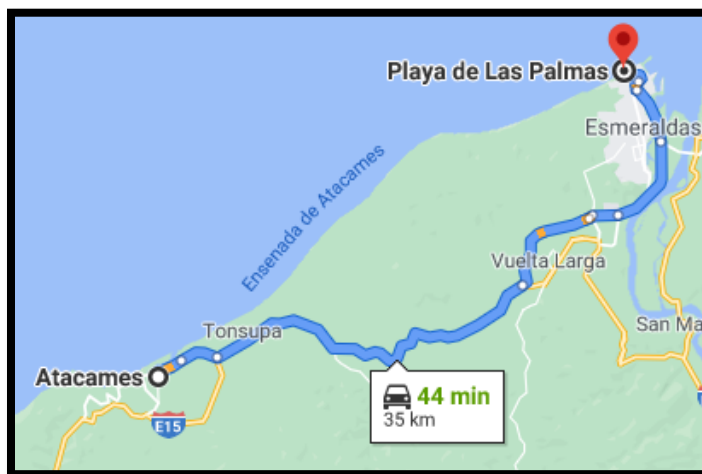 Playa de Las Palmas
Esmeraldas
Ensenada de Atacames
Vuelta Larga
Tonsupa
San Ma
Atacames
44 min
35 km
E15